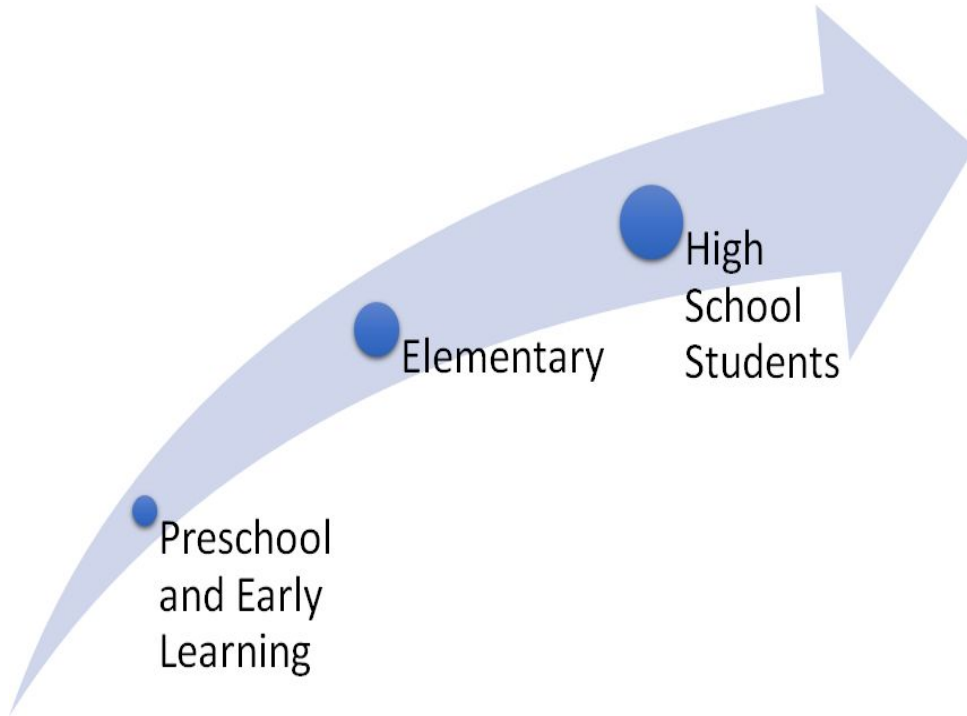 High
School
Students
Elementary
Preschool
and Early
Learning